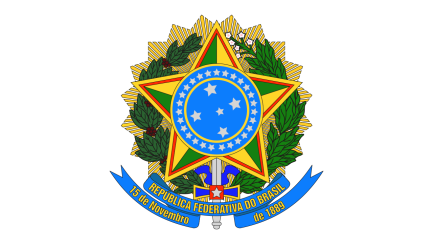 REPÚBLICA FEDERATIVA DO BRASIL
15 de Novembro
de 1889